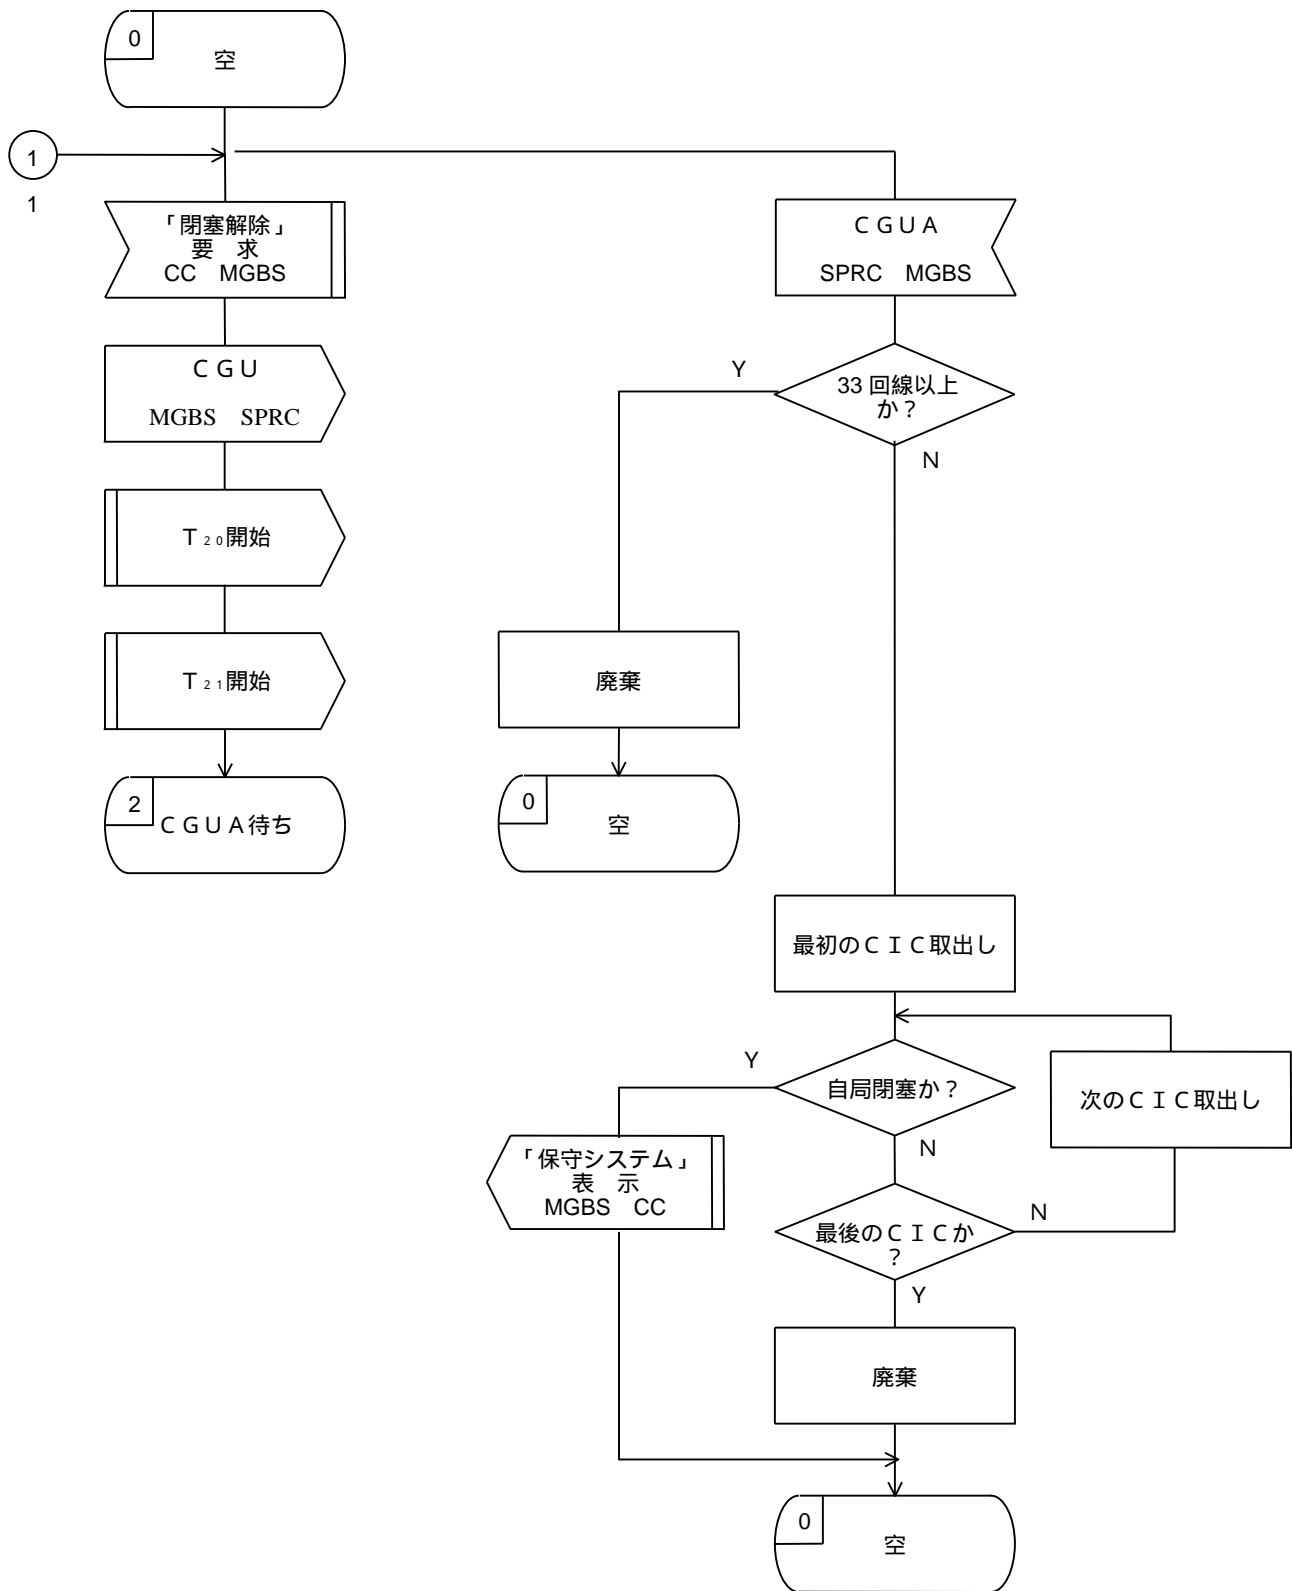 0
空
1
1
「閉塞解除」
要　求
CC　MGBS
ＣＧＵ
MGBS　SPRC
Ｔ₂₀開始
Ｔ₂₁開始
2
ＣＧＵＡ待ち
ＣＧＵＡ
SPRC　MGBS
33 回線以上
か？
Y
N
廃棄
0
空
最初のＣＩＣ取出し
自局閉塞か？
Y
N
次のＣＩＣ取出し
「保守システム」
表　示
MGBS　CC
最後のＣＩＣか
？
N
Y
廃棄
0
空